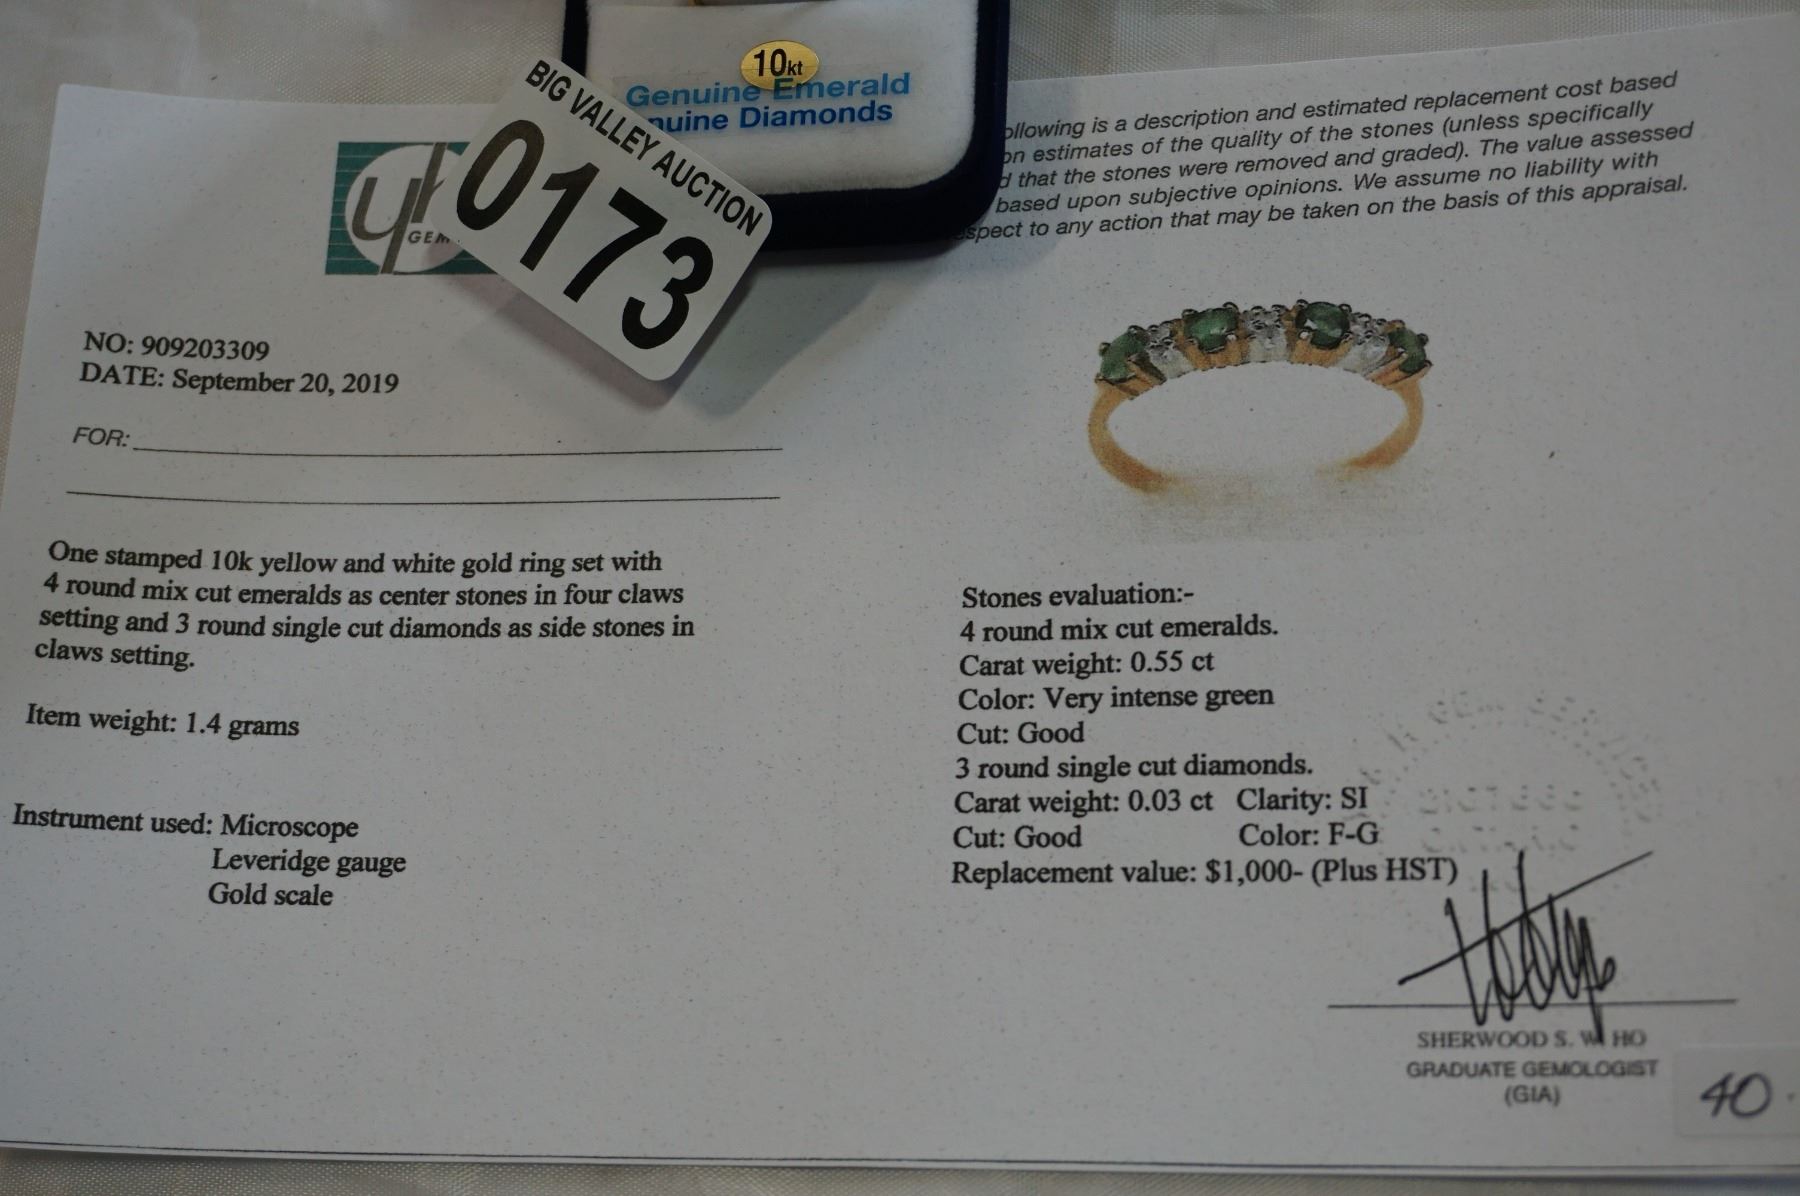 10kt
Genuine Emerald
nuine Diamonds
BIG VALLEY AUCTION
0173
GEM
ollowing is a description and estimated replacement cost based
on estimates of the quality of the stones (unless specifically
d that the stones were removed and graded). The value assessed
based upon subjective opinions. We assume no liability with
spect to any action that may be taken on the basis of this appraisal.
NO: 909203309
DATE: September 20, 2019
FOR:
One stamped 10k yellow and white gold ring set with
4 round mix cut emeralds as center stones in four claws
setting and 3 round single cut diamonds as side stones in
claws setting.
Item weight: 1.4 grams
Instrument used: Microscope
Leveridge gauge
Gold scale
Stones evaluation:-
4 round mix cut emeralds.
Carat weight: 0.55 ct
Color: Very intense green
Cut: Good
3 round single cut diamonds.
Carat weight: 0.03 ct Clarity: SI
Cut: Good Color: F-G
Replacement value: $1,000- (Plus HST)
SHERWOOD S. W HO
GRADUATE GEMOLOGIST
(GIA)
40